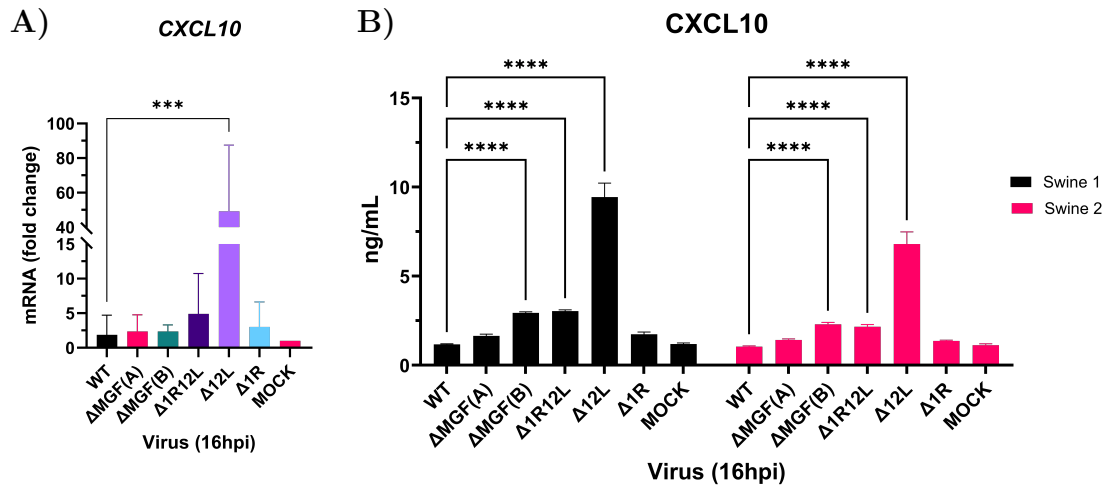 A)
CXCL10
***
mRNA (fold change)
100
80
60
40
15
10
5
0
WT
ΔMGF(A)
ΔMGF(B)
Δ1R12L
Δ12L
Δ1R
MOCK
Virus (16hpi)
B)
CXCL10
****
****
****
****
****
****
ng/mL
15
10
5
0
WT
ΔMGF(A)
ΔMGF(B)
Δ1R12L
Δ12L
Δ1R
MOCK
WT
ΔMGF(A)
ΔMGF(B)
Δ1R12L
Δ12L
Δ1R
MOCK
Virus (16hpi)
Swine 1
Swine 2